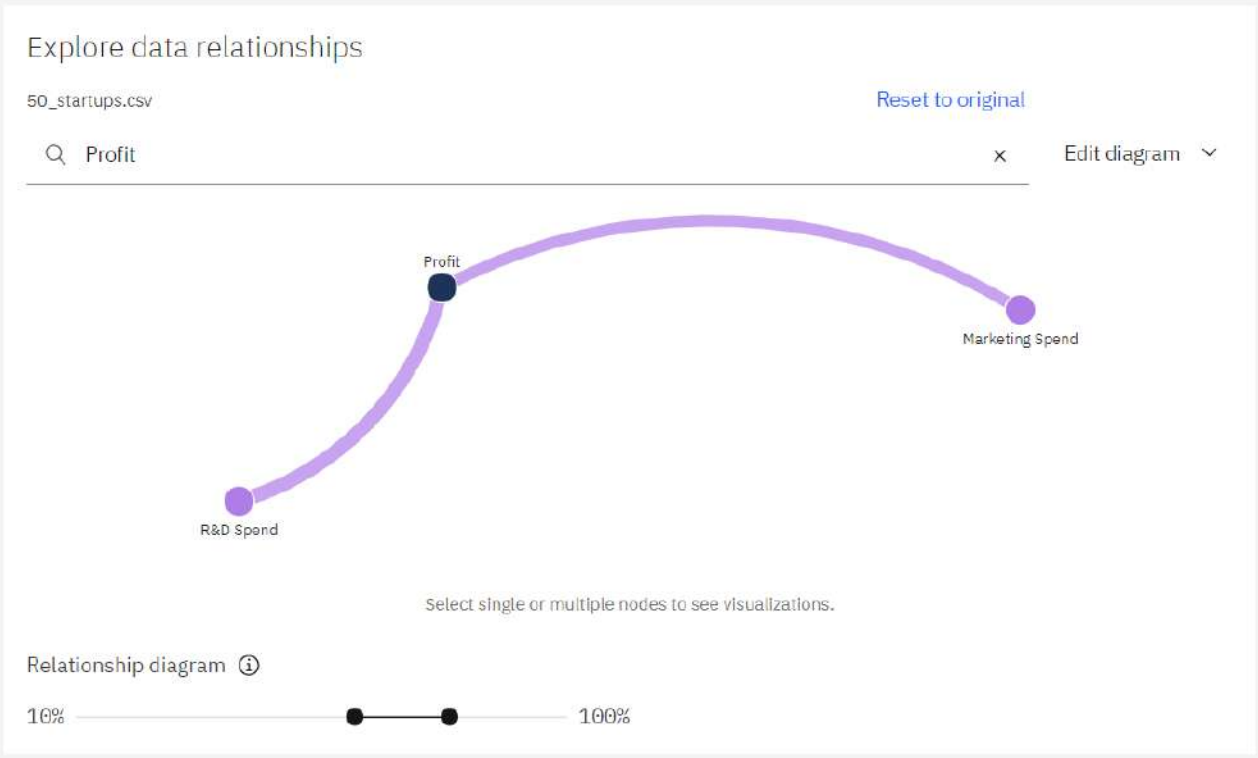 Explore data relationships
50_startups.csv
Reset to original
Profit
Edit diagram
Profit
Marketing Spend
R&D Spend
Select single or multiple nodes to see visualizations.
Relationship diagram
10%
100%